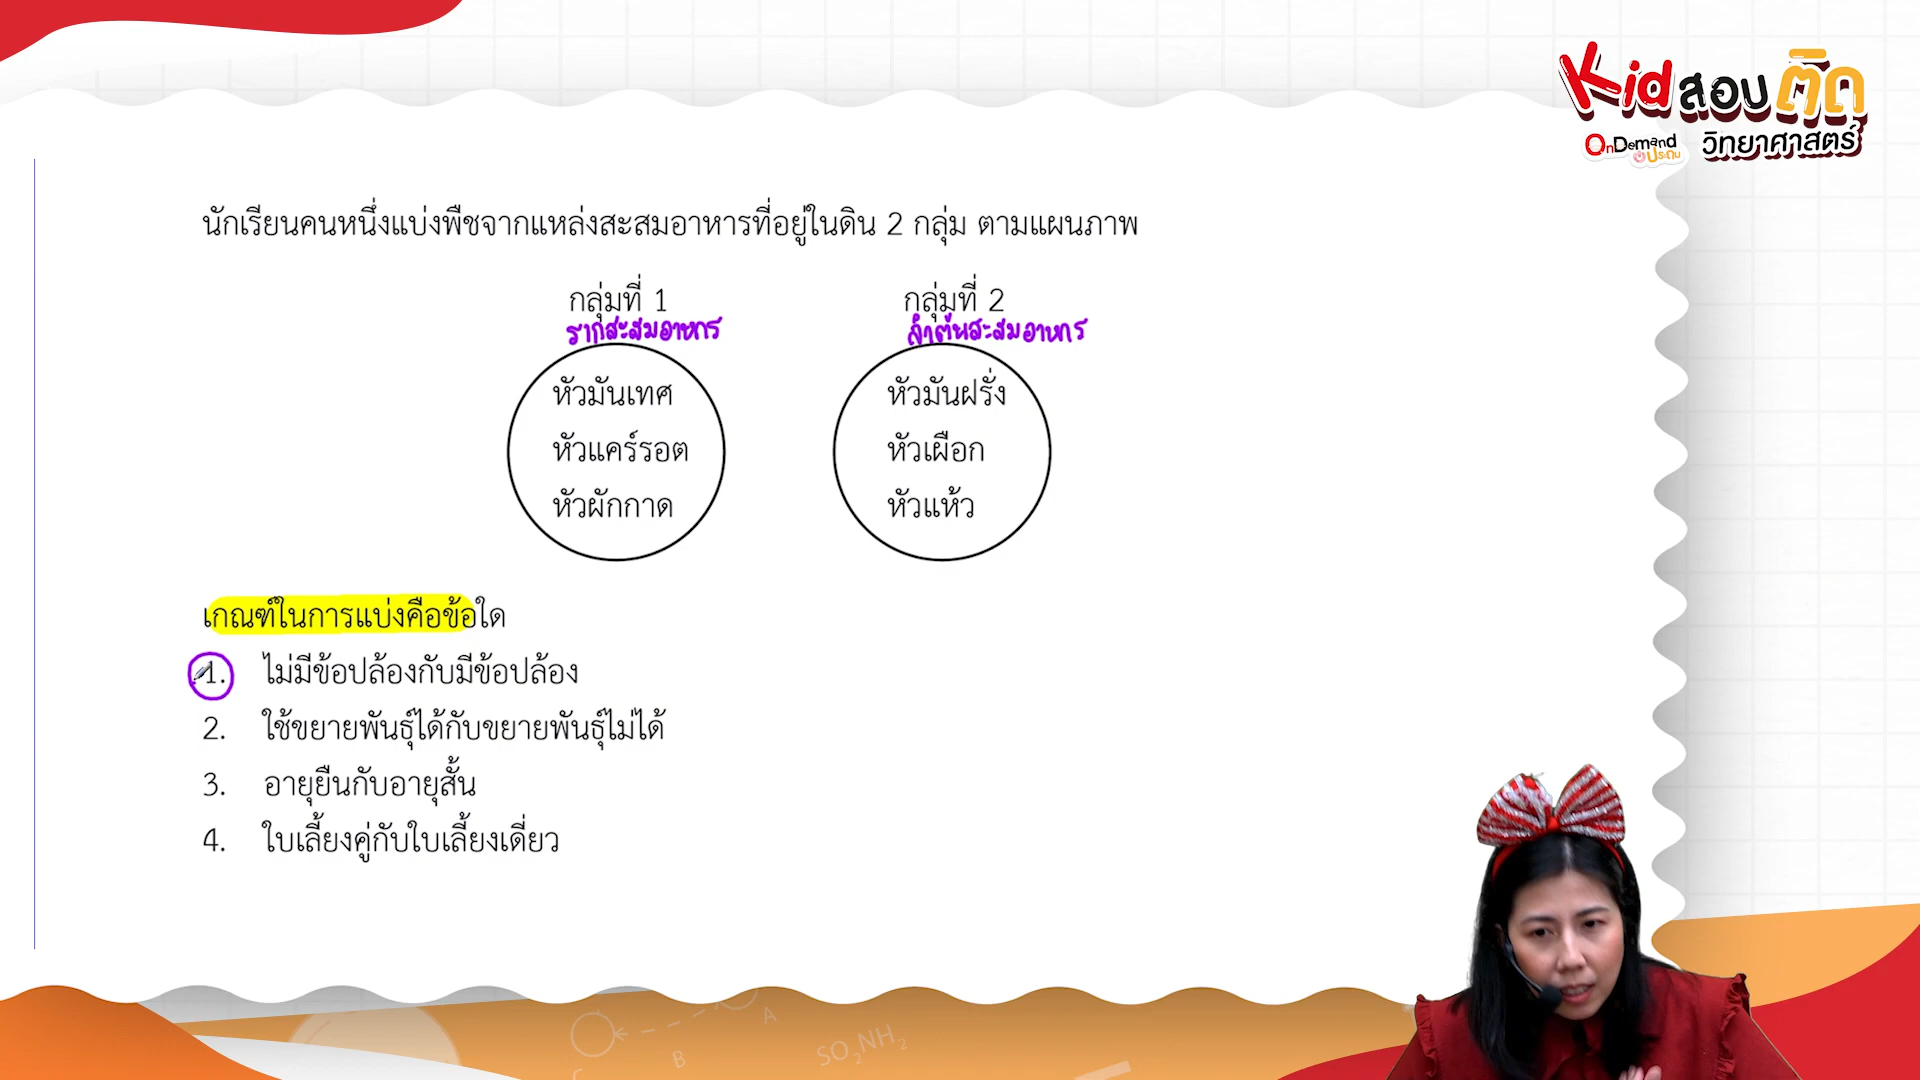 Kidสอบติด
OnDemand ประถม วิทยาศาสตร์
นักเรียนคนหนึ่งแบ่งพืชจากแหล่งสะสมอาหารที่อยู่ในดิน 2 กลุ่ม ตามแผนภาพ
กลุ่มที่ 1
รากสะสมอาหาร
หัวมันเทศ
หัวแคร์รอต
หัวผักกาด
กลุ่มที่ 2
ลำต้นสะสมอาหาร
หัวมันฝรั่ง
หัวเผือก
หัวแห้ว
เกณฑ์ในการแบ่งคือข้อใด
1. ไม่มีข้อปล้องกับมีข้อปล้อง
2. ใช้ขยายพันธุ์ได้กับขยายพันธุ์ไม่ได้
3. อายุยืนกับอายุสั้น
4. ใบเลี้ยงคู่กับใบเลี้ยงเดี่ยว
A
B
SO₂NH₂